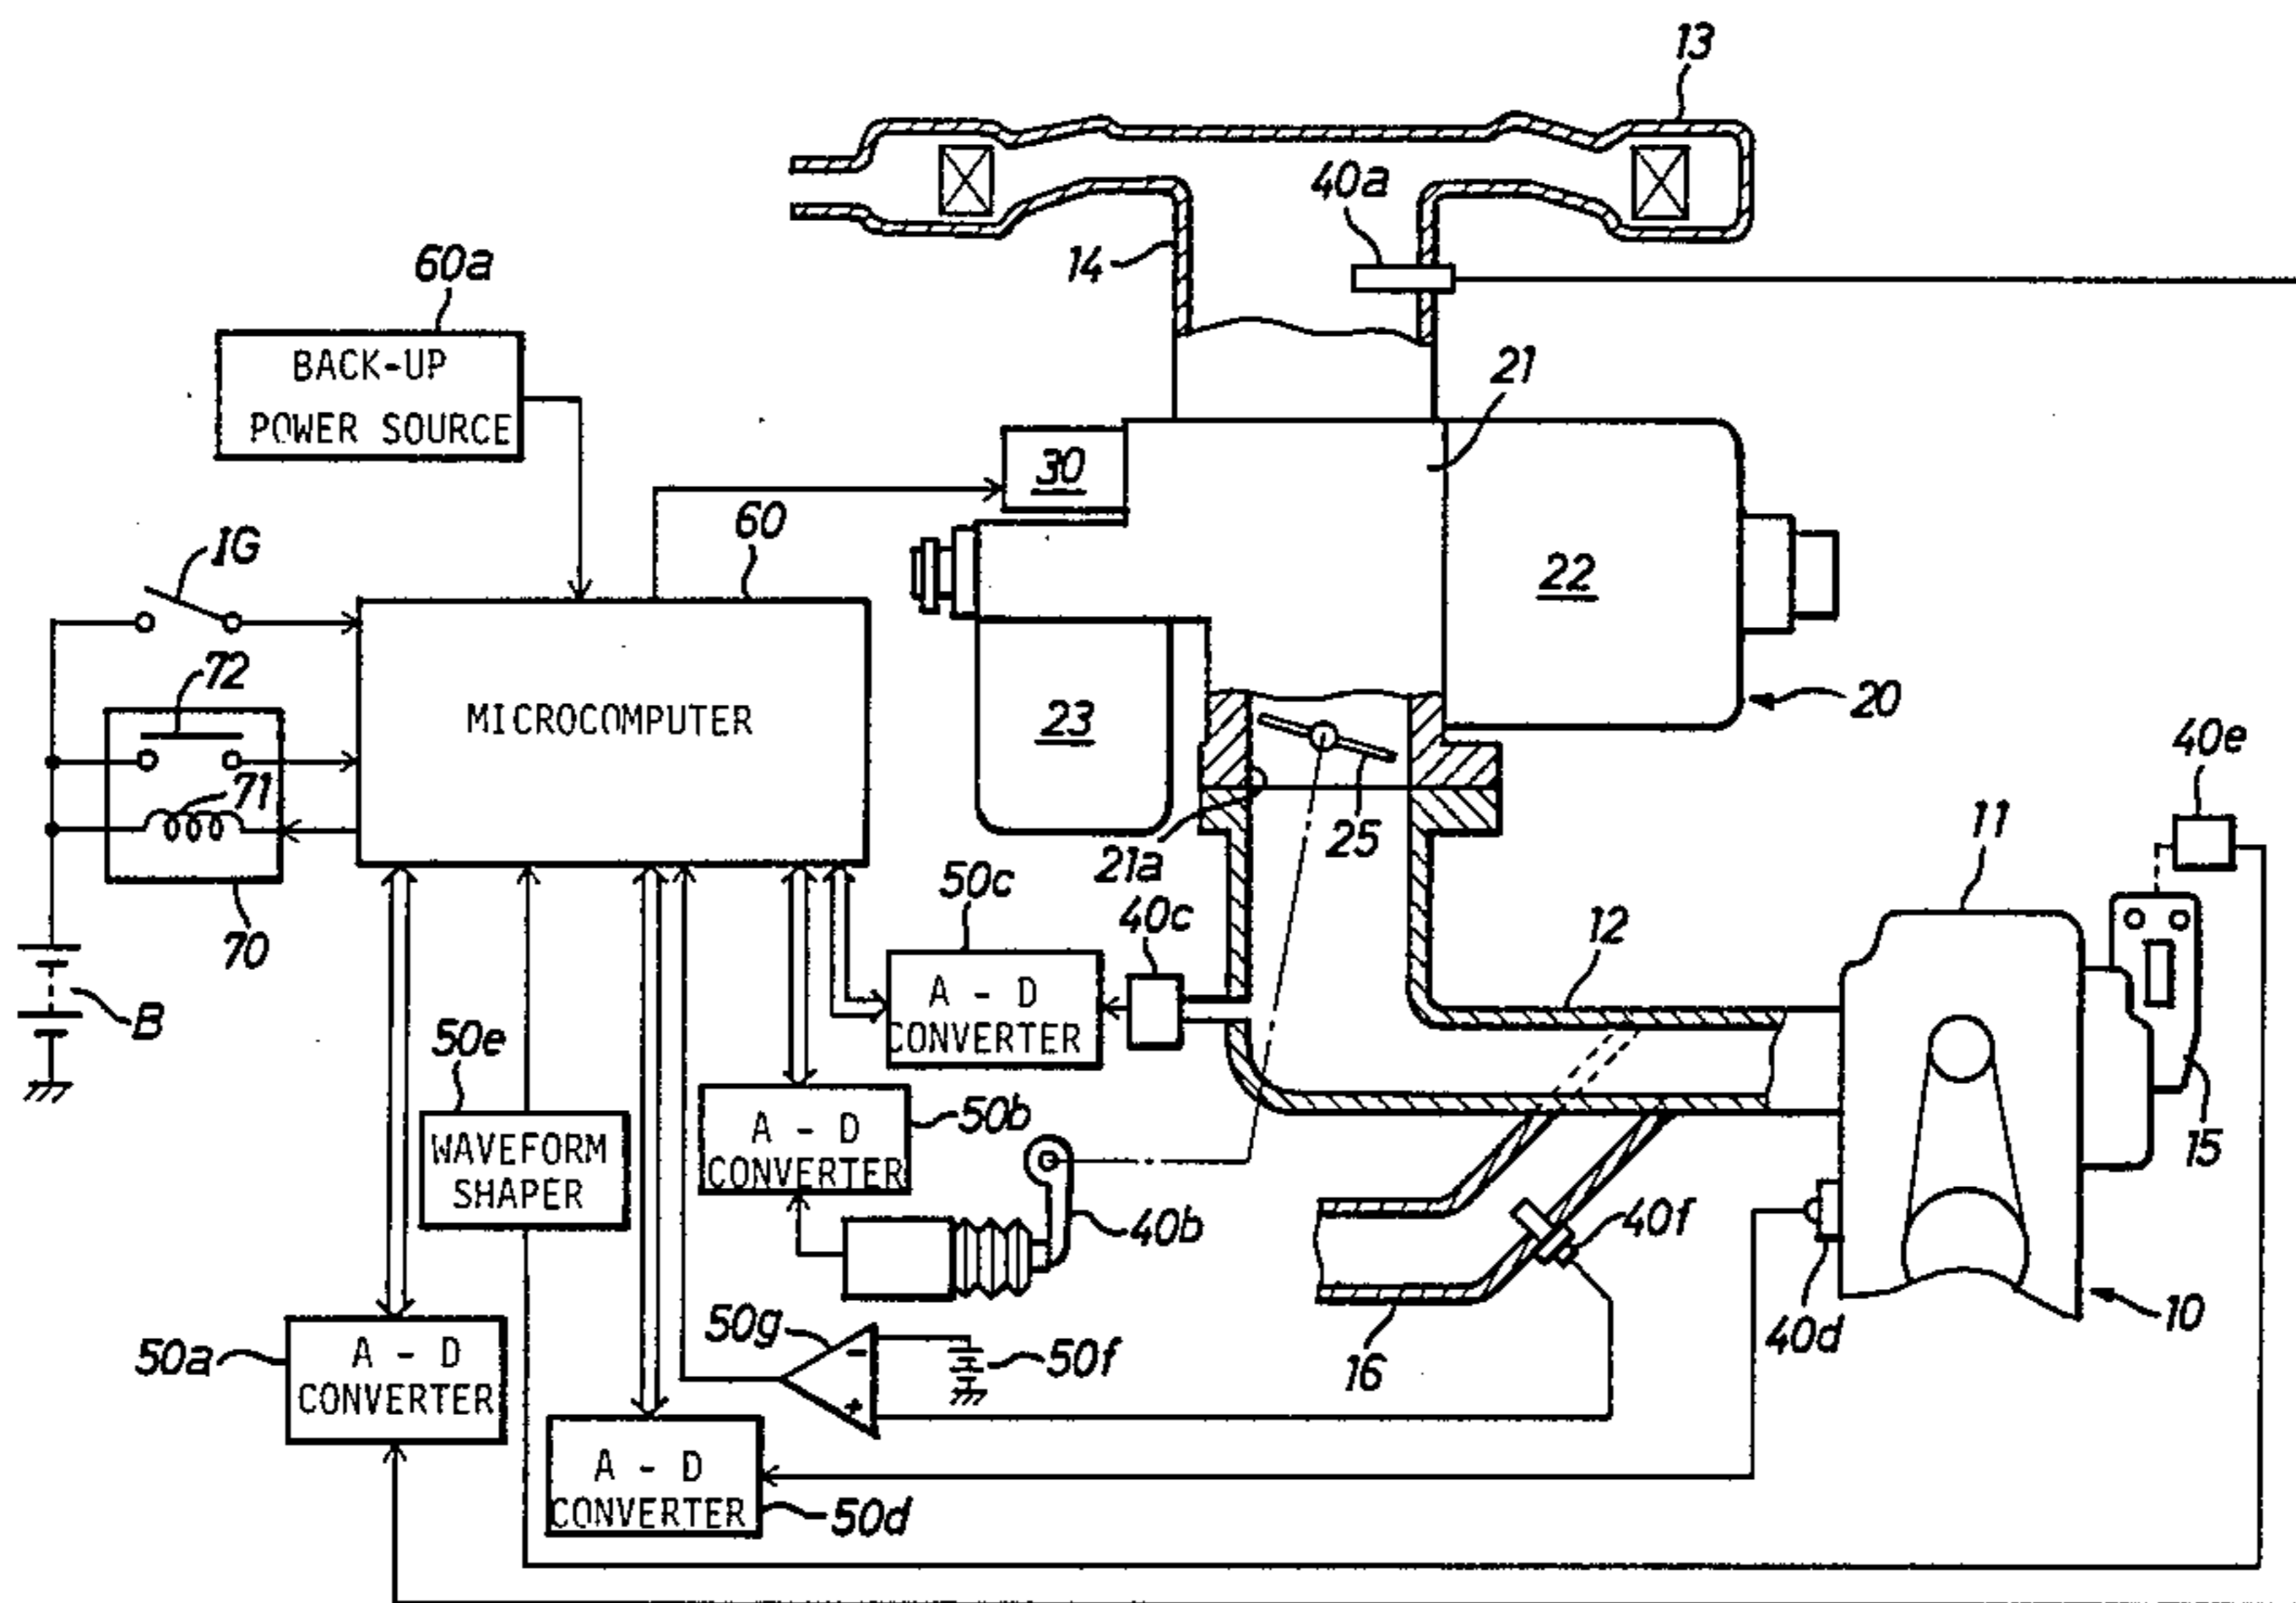 13
40a
14
60a
BACK-UP
POWER SOURCE
21
30
60
IG
22
72
MICROCOMPUTER
23
20
40e
71
25
21a
11
50c
40c
12
70
A - D
CONVERTER
B
50e
50b
A - D
CONVERTER
WAVEFORM
SHAPER
15
40b
40f
50g
50f
16
40d
10
50a
A - D
CONVERTER
A - D
CONVERTER
50d